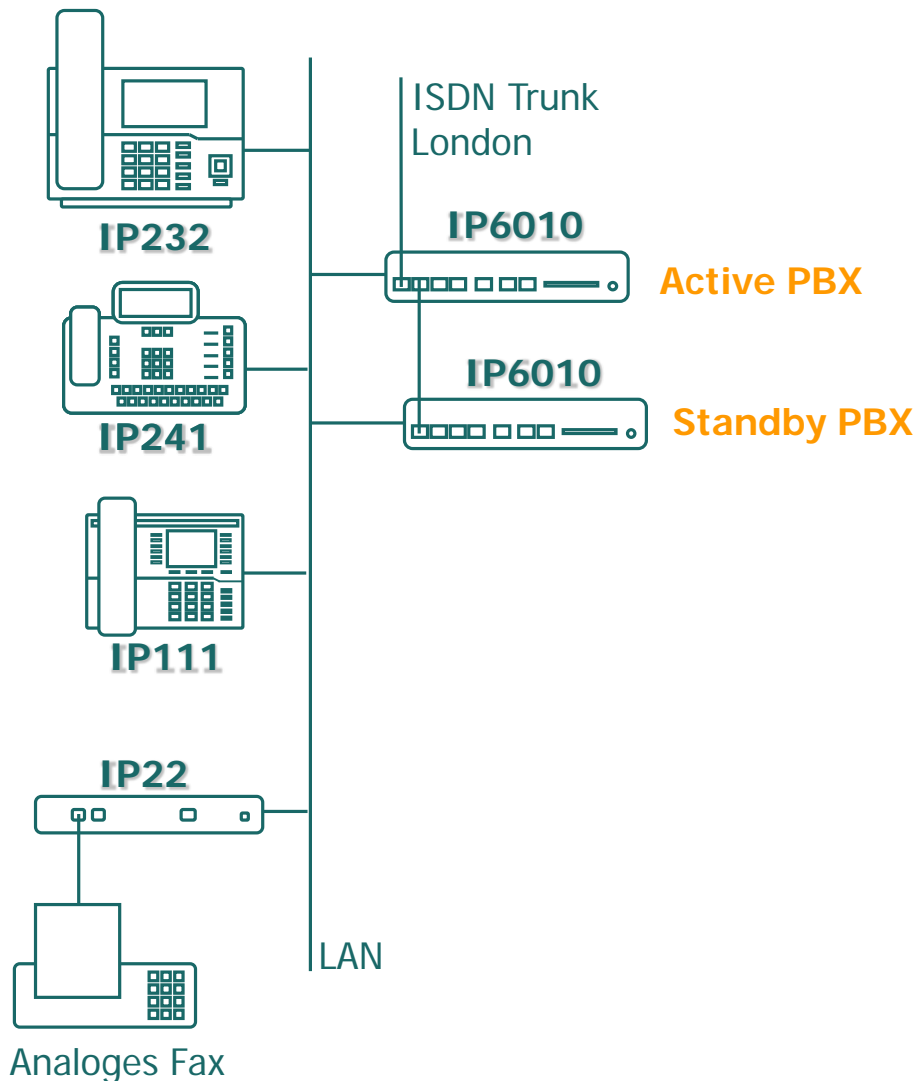 ISDN Trunk
London
IP232
IP6010
Active PBX
IP6010
Standby PBX
IP241
IP111
IP22
LAN
Analoges Fax